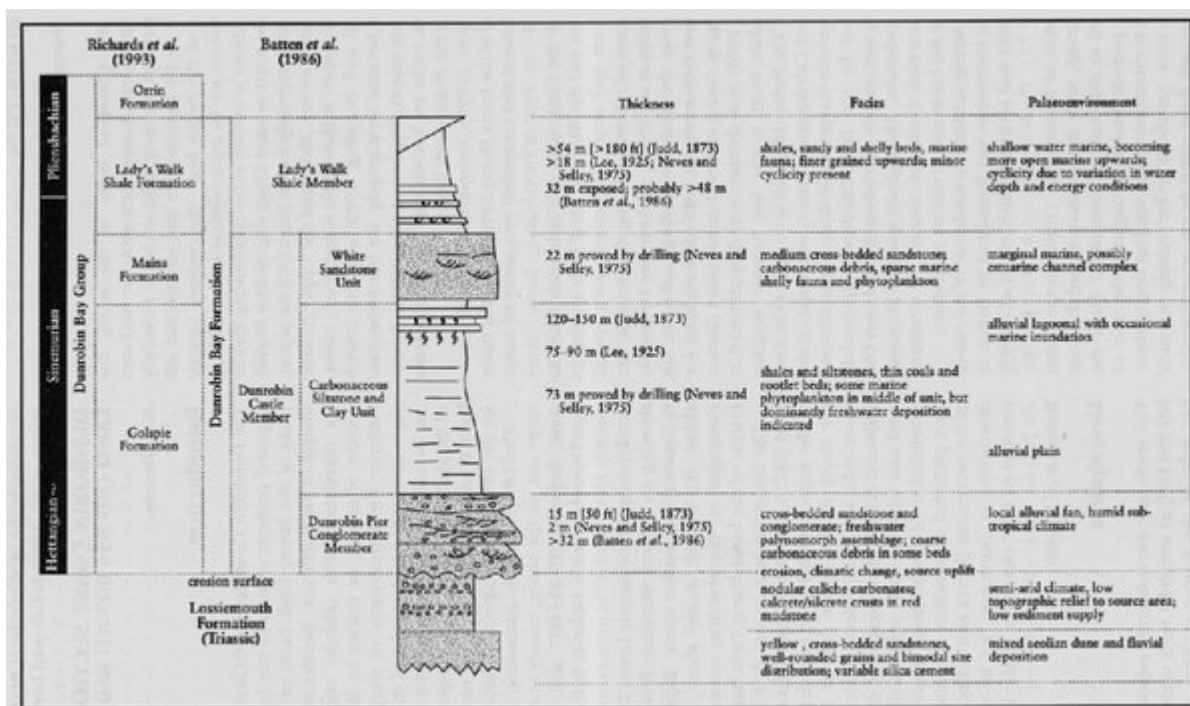 Richards et al.
(1993)
Batten et al.
(1986)
Thickness
Facies
Palaeoenvironment
Pliensbachian
Sinemurian
Hettangian
Dunrobin Bay Group
Orrin
Formation
Lady's Walk
Shale Formation
Mains
Formation
Golspie
Formation
Dunrobin Bay Formation
Lady's Walk
Shale Member
Dunrobin
Castle
Member
White
Sandstone
Unit
Carbonaceous
Siltstone and
Clay Unit
Dunrobin Pier
Conglomerate
Member
erosion surface
Lossiemouth
Formation
(Triassic)
>54 m [>180 ft] (Judd, 1873)
>18 m (Lee, 1925; Neves and
Selley, 1975)
32 m exposed; probably >48 m
(Batten et al., 1986)
shales, sandy and shelly beds, marine
fauna; finer grained upwards; minor
cyclicity present
shallow water marine, becoming
more open marine upwards;
cyclicity due to variation in water
depth and energy conditions
22 m proved by drilling (Neves and
Selley, 1975)
medium cross-bedded sandstone;
carbonaceous debris, sparse marine
shelly fauna and phytoplankton
marginal marine, possibly
estuarine channel complex
120–150 m (Judd, 1873)
75–90 m (Lee, 1925)
73 m proved by drilling (Neves and
Selley, 1975)
shales and siltstones, thin coals and
rootlet beds; some marine
phytoplankton in middle of unit, but
dominantly freshwater deposition
indicated
alluvial lagoonal with occasional
marine inundation
alluvial plain
15 m [50 ft] (Judd, 1873)
2 m (Neves and Selley, 1975)
>32 m (Batten et al., 1986)
cross-bedded sandstone and
conglomerate; freshwater
palynomorph assemblage; coarse
carbonaceous debris in some beds
local alluvial fan, humid sub-
tropical climate
erosion, climatic change, source uplift
nodular caliche carbonates;
calcrete/silcrete crusts in red
mudstone
semi-arid climate, low
topographic relief to source area;
low sediment supply
yellow , cross-bedded sandstones,
well-rounded grains and bimodal size
distribution; variable silica cement
mixed aeolian dune and fluvial
deposition